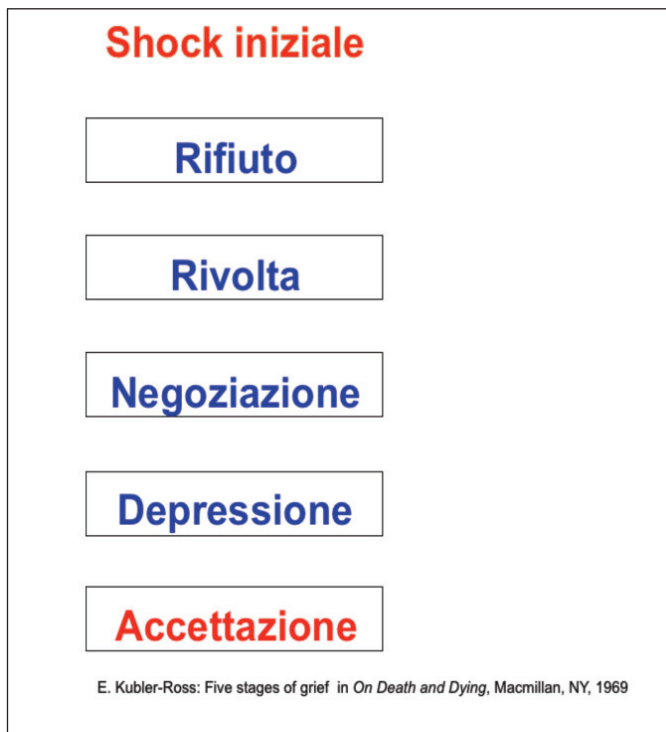 Shock iniziale
Rifiuto
Rivolta
Negoziazione
Depressione
Accettazione
E. Kubler-Ross: Five stages of grief in On Death and Dying, Macmillan, NY, 1969